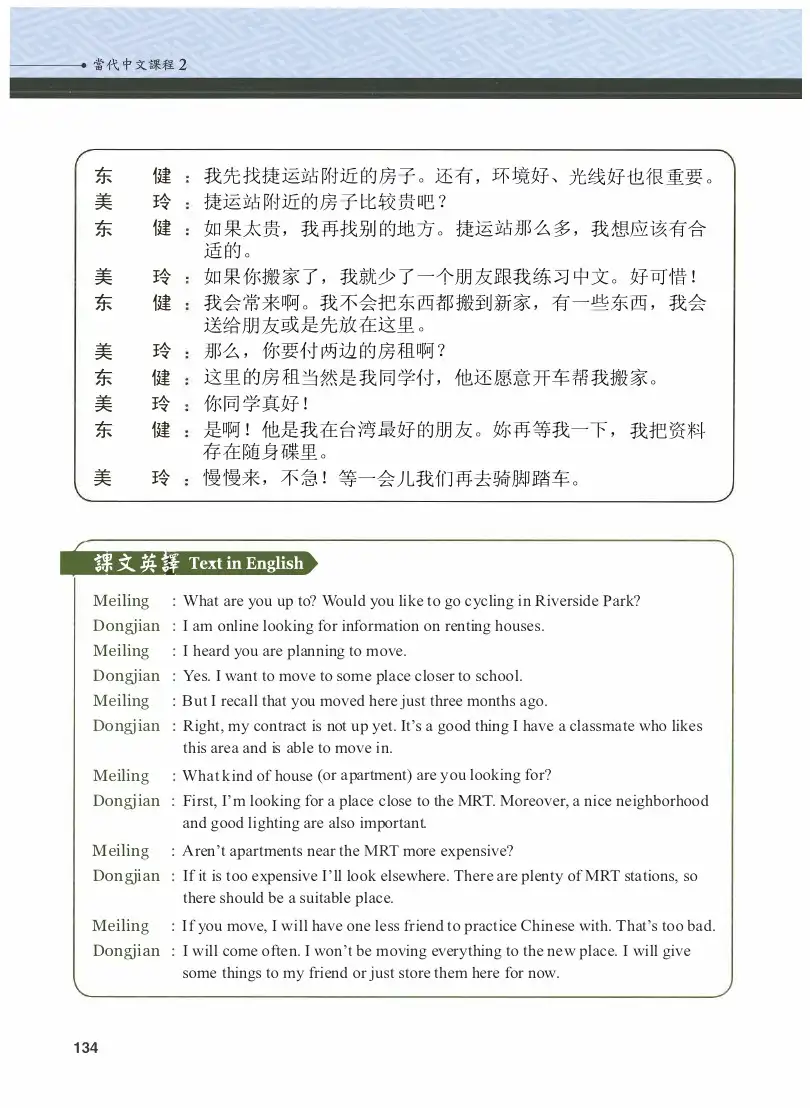 當代中文課程 2
东　健：我先找捷运站附近的房子。还有，环境好、光线好也很重要。
美　玲：捷运站附近的房子比较贵吧？
东　健：如果太贵，我再找别的地方。捷运站那么多，我想应该有合
适的。
美　玲：如果你搬家了，我就少了一个朋友跟我练习中文。好可惜！
东　健：我会常来啊。我不会把东西都搬到新家，有一些东西，我会
送给朋友或是先放在这里。
美　玲：那么，你要付两边的房租啊？
东　健：这里的房租当然是我同学付，他还愿意开车帮我搬家。
美　玲：你同学真好！
东　健：是啊！他是我在台湾最好的朋友。妳再等我一下，我把资料
存在随身碟里。
美　玲：慢慢来，不急！等一会儿我们再去骑脚踏车。
課文英譯 Text in English
Meiling : What are you up to? Would you like to go cycling in Riverside Park?
Dongjian : I am online looking for information on renting houses.
Meiling : I heard you are planning to move.
Dongjian : Yes. I want to move to some place closer to school.
Meiling : But I recall that you moved here just three months ago.
Dongjian : Right, my contract is not up yet. It's a good thing I have a classmate who likes
this area and is able to move in.
Meiling : What kind of house (or apartment) are you looking for?
Dongjian : First, I'm looking for a place close to the MRT. Moreover, a nice neighborhood
and good lighting are also important.
Meiling : Aren't apartments near the MRT more expensive?
Dongjian : If it is too expensive I'll look elsewhere. There are plenty of MRT stations, so
there should be a suitable place.
Meiling : If you move, I will have one less friend to practice Chinese with. That's too bad.
Dongjian : I will come often. I won't be moving everything to the new place. I will give
some things to my friend or just store them here for now.
134